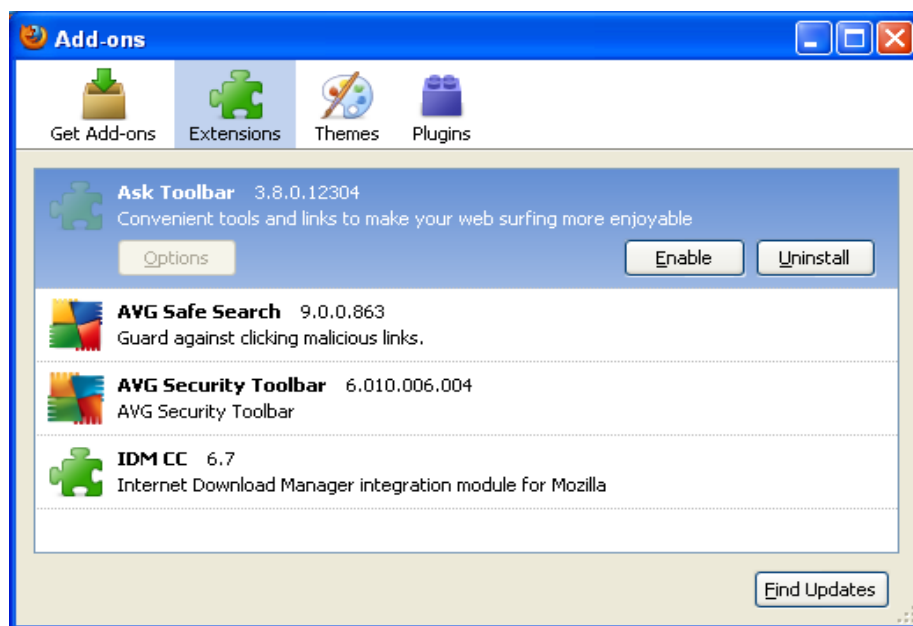 Add-ons
Get Add-ons Extensions Themes Plugins
Ask Toolbar 3.8.0.12304
Convenient tools and links to make your web surfing more enjoyable
Options Enable Uninstall
AVG Safe Search 9.0.0.863
Guard against clicking malicious links.
AVG Security Toolbar 6.010.006.004
AVG Security Toolbar
IDM CC 6.7
Internet Download Manager integration module for Mozilla
Find Updates